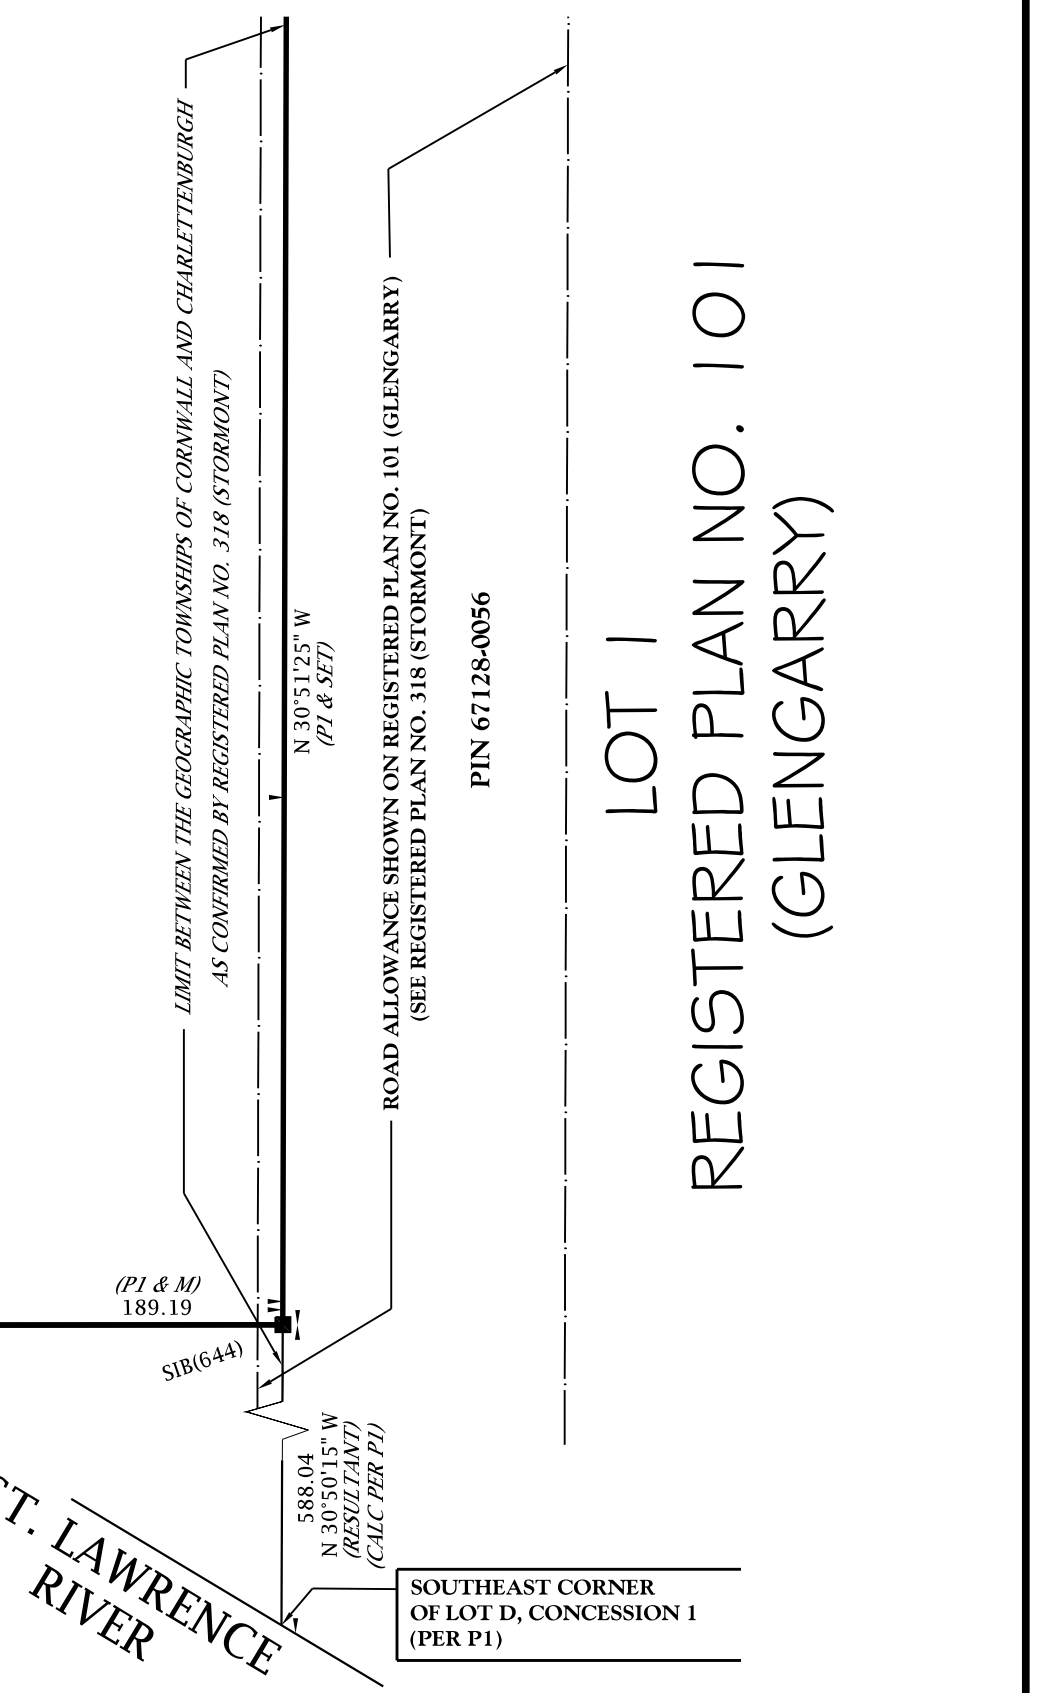 LIMIT BETWEEN THE GEOGRAPHIC TOWNSHIPS OF CORNWALL AND CHARLETTENBURGH
AS CONFIRMED BY REGISTERED PLAN NO. 318 (STORMONT)
N 30°51'25" W
(P1 & SET)
ROAD ALLOWANCE SHOWN ON REGISTERED PLAN NO. 101 (GLENGARRY)
(SEE REGISTERED PLAN NO. 318 (STORMONT)
PIN 67128-0056
LOT 1
REGISTERED PLAN NO. 101
(GLENGARRY)
(P1 & M)
189.19
SIB(644)
588.04
N 30°50'15" W
(RESULTANT)
(CALC PER P1)
ST. LAWRENCE
RIVER
SOUTHEAST CORNER
OF LOT D, CONCESSION 1
(PER P1)